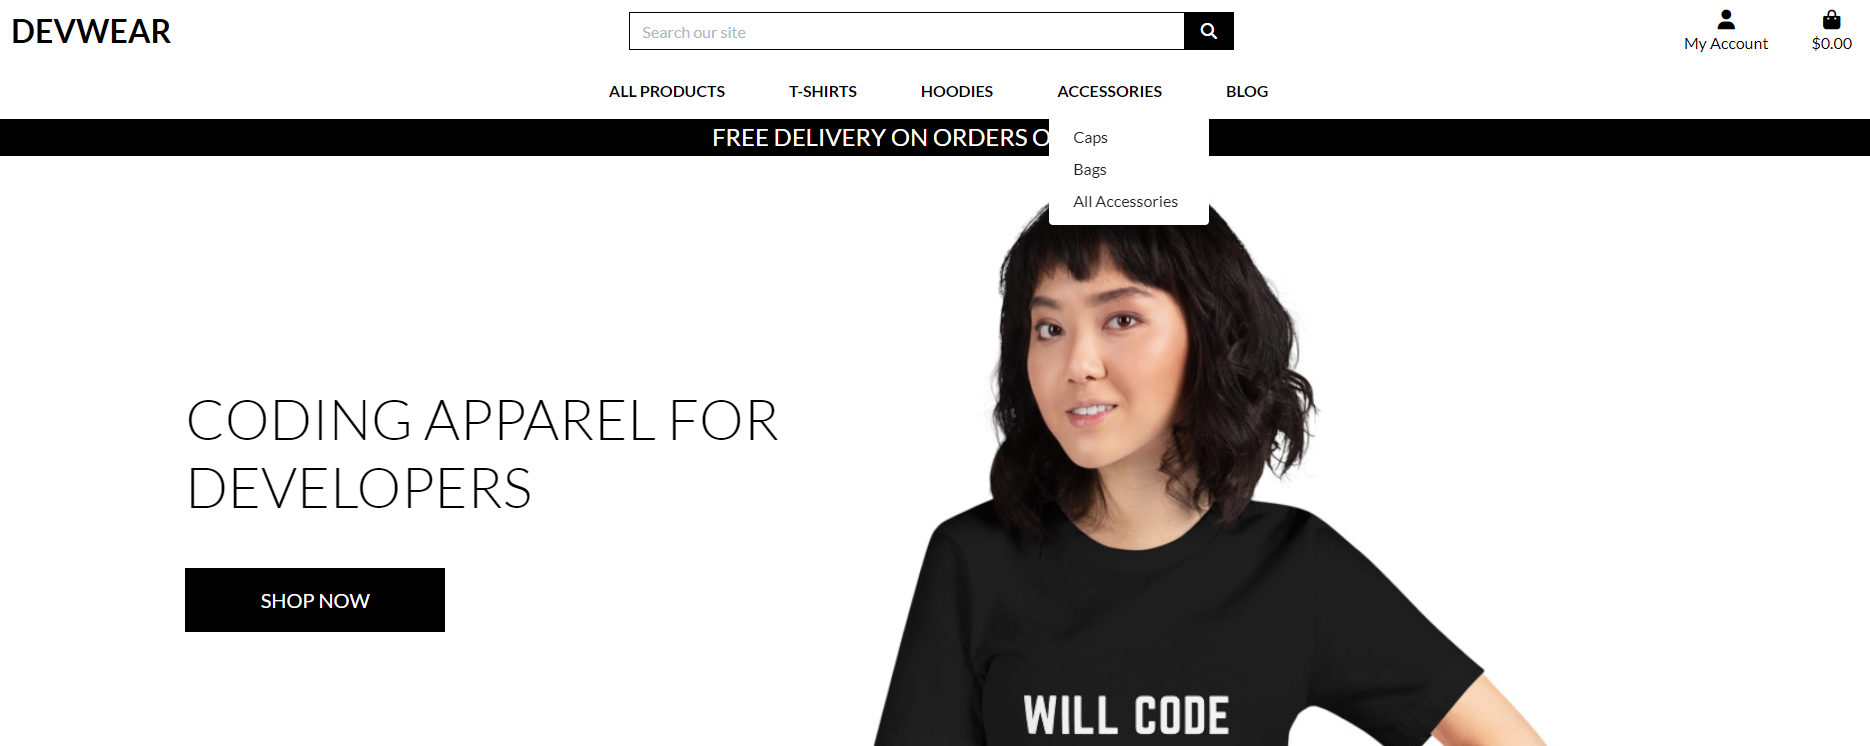 DEVWEAR
Search our site
My Account
$0.00
ALL PRODUCTS
T-SHIRTS
HOODIES
ACCESSORIES
BLOG
FREE DELIVERY ON ORDERS
Caps
Bags
All Accessories
CODING APPAREL FOR
DEVELOPERS
SHOP NOW
WILL CODE